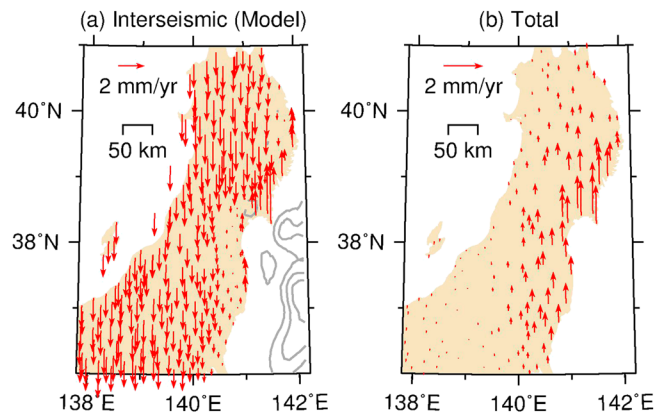 (a) Interseismic (Model)
(b) Total
2 mm/yr
2 mm/yr
40˚N
40˚N
50 km
50 km
38˚N
38˚N
138˚E
140˚E
142˚E
138˚E
140˚E
142˚E